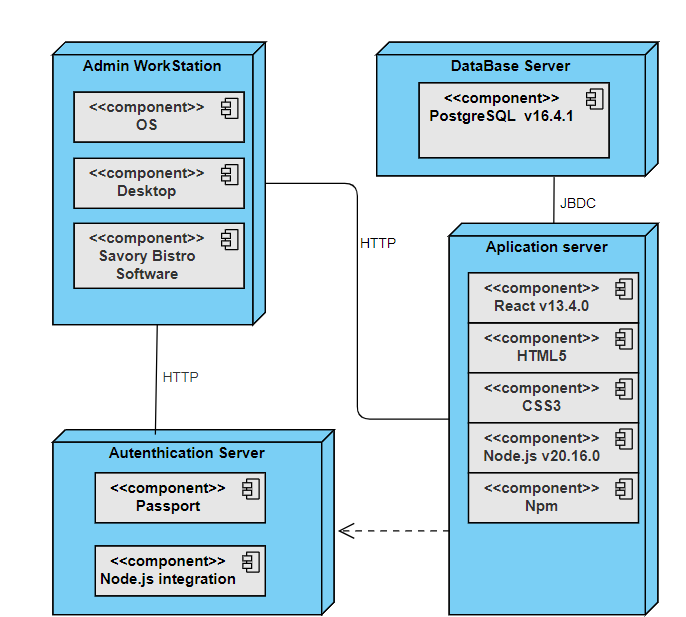 Admin WorkStation
<<component>>
OS
<<component>>
Desktop
<<component>>
Savory Bistro
Software
DataBase Server
<<component>>
PostgreSQL v16.4.1
JBDC
HTTP
Aplication server
<<component>>
React v13.4.0
<<component>>
HTML5
<<component>>
CSS3
<<component>>
Node.js v20.16.0
<<component>>
Npm
HTTP
Autenthication Server
<<component>>
Passport
<<component>>
Node.js integration